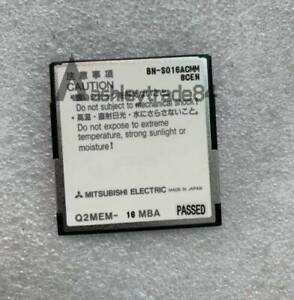 注意事項
CAUTION
BN-S016ACMM
8CEN
Do not subject to mechanical shock!
・高温・直射日光・水にさらさないこと。
Do not expose to extreme
temperature, strong sunlight or
moisture!
MITSUBISHI ELECTRIC MADE IN JAPAN
Q2MEM- 16 MBA PASSED